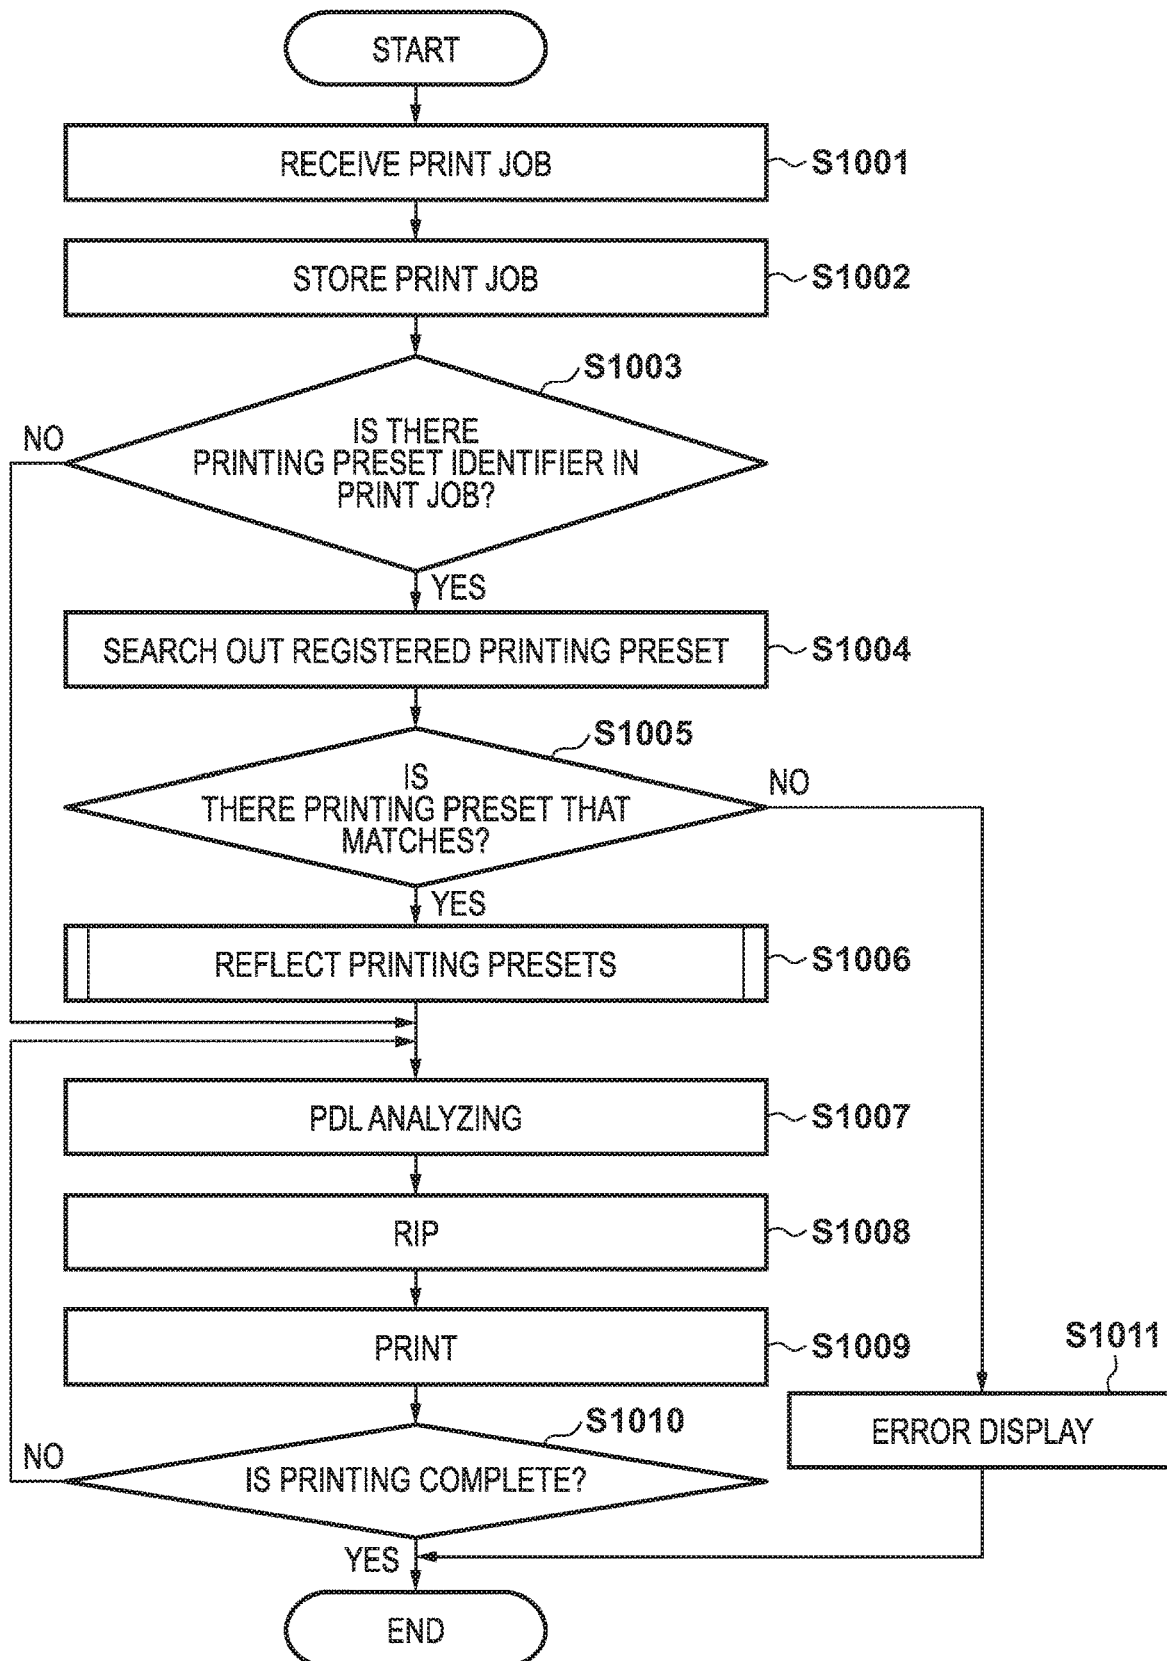 START
RECEIVE PRINT JOB
S1001
STORE PRINT JOB
S1002
S1003
NO
IS THERE
PRINTING PRESET IDENTIFIER IN
PRINT JOB?
YES
SEARCH OUT REGISTERED PRINTING PRESET
S1004
S1005
IS
THERE PRINTING PRESET THAT
MATCHES?
NO
YES
REFLECT PRINTING PRESETS
S1006
PDL ANALYZING
S1007
RIP
S1008
PRINT
S1009
S1011
ERROR DISPLAY
S1010
NO
IS PRINTING COMPLETE?
YES
END